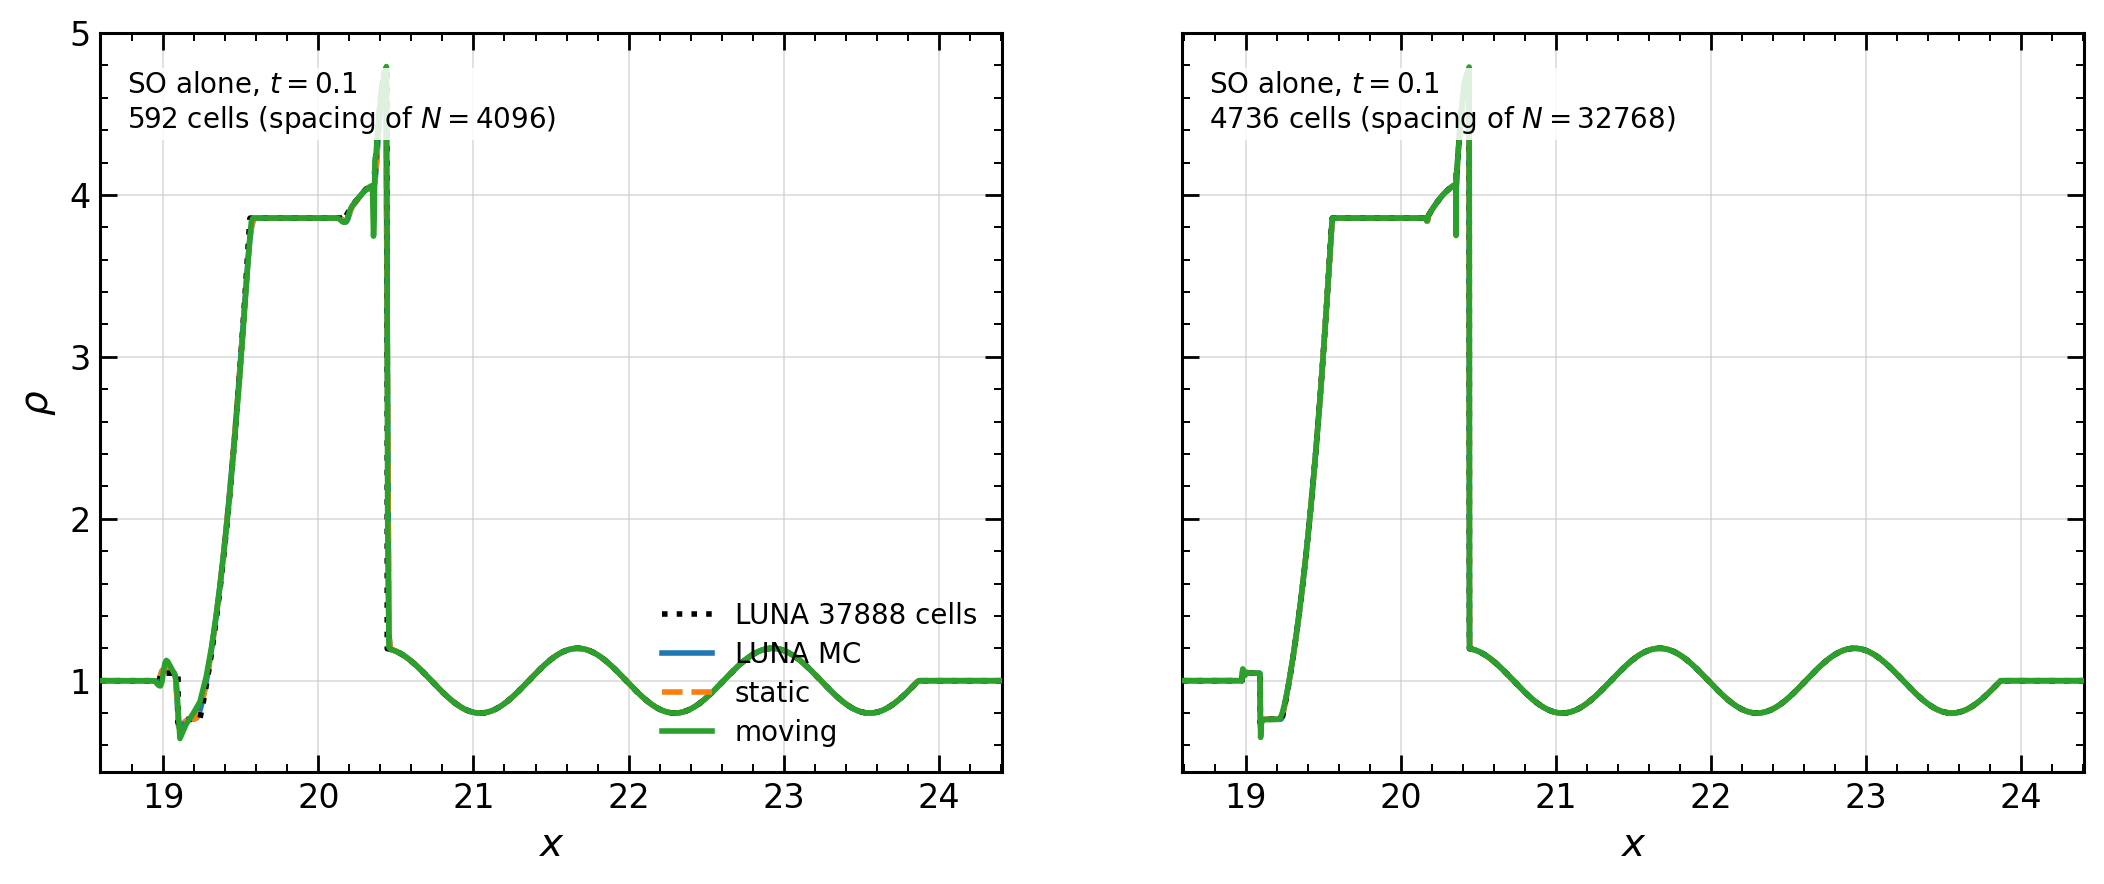 SO alone, t = 0.1
592 cells (spacing of N = 4096)
5
4
3
2
1
ρ
LUNA 37888 cells
LUNA MC
static
moving
19 20 21 22 23 24
x
SO alone, t = 0.1
4736 cells (spacing of N = 32768)
19 20 21 22 23 24
x